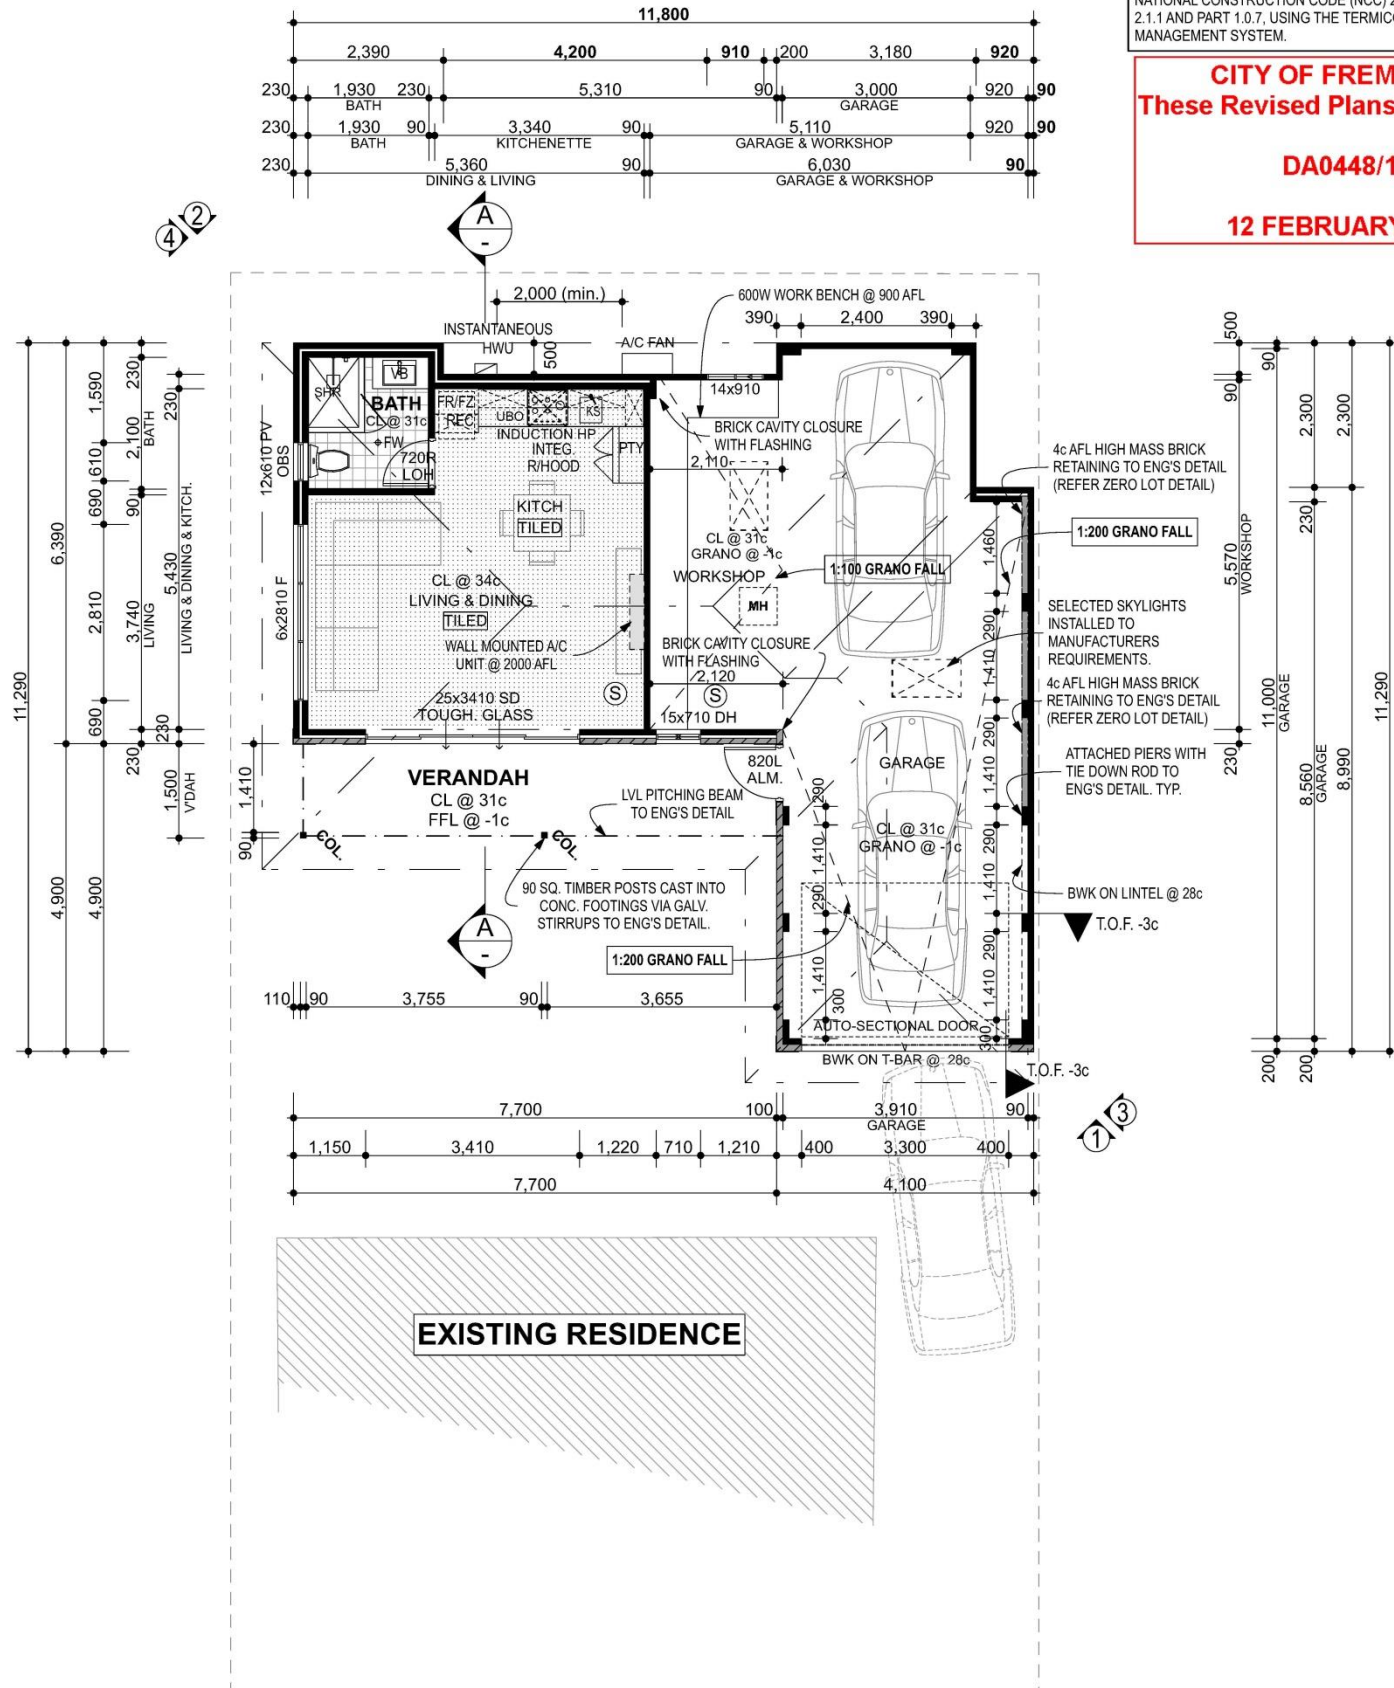 NATIONAL CONSTRUCTION CODE (NCC)
2.1.1 AND PART 1.0.7, USING THE
MANAGEMENT SYSTEM.
CITY OF
These Revised Plans
DA0448/1
12
11,800
2,390 4,200 910 200 3,180 920
230 1,930 230 5,310 90 3,000 920 90
BATH GARAGE
230 1,930 90 3,340 90 5,110 920 90
BATH KITCHENETTE GARAGE & WORKSHOP
230 5,360 90 6,030 90
DINING & LIVING GARAGE & WORKSHOP
A
-
4 2
2,000 (min.)
600W WORK BENCH @ 900 AFL
390 2,400 390
INSTANTANEOUS
HWU
500
A/C FAN
14x910
SHR
VB
BATH
CL @ 31c
FW
720R
LOH
12x610 PV
OBS
FR/FZ
REC
UBO
KS
INDUCTION HP
INTEG.
R/HOOD
PTY
BRICK CAVITY CLOSURE
WITH FLASHING
2,110
KITCH
TILED
CL @ 31c
GRANO @ -1c
WORKSHOP
1:100 GRANO FALL
MH
CL @ 34c
LIVING & DINING
TILED
6x2810 F
WALL MOUNTED A/C
UNIT @ 2000 AFL
BRICK CAVITY CLOSURE
WITH FLASHING
2,120
S
S
25x3410 SD
TOUGH. GLASS
15x710 DH
4c AFL HIGH MASS BRICK
RETAINING TO ENG'S DETAIL
(REFER ZERO LOT DETAIL)
1:200 GRANO FALL
SELECTED SKYLIGHTS
INSTALLED TO
MANUFACTURERS
REQUIREMENTS.
4c AFL HIGH MASS BRICK
RETAINING TO ENG'S DETAIL
(REFER ZERO LOT DETAIL)
ATTACHED PIERS WITH
TIE DOWN ROD TO
ENG'S DETAIL. TYP.
BWK ON LINTEL @ 28c
T.O.F. -3c
1,460
290
1,410
290
1,410
290
1,410
290
1,410
300
820L
ALM.
GARAGE
CL @ 31c
GRANO @ -1c
290
1,410
290
1,410
300
VERANDAH
CL @ 31c
FFL @ -1c
LVL PITCHING BEAM
TO ENG'S DETAIL
COL.
COL.
90 SQ. TIMBER POSTS CAST INTO
CONC. FOOTINGS VIA GALV.
STIRRUPS TO ENG'S DETAIL.
A
-
1:200 GRANO FALL
110 90 3,755 90 3,655
AUTO-SECTIONAL DOOR
BWK ON T-BAR @ 28c
T.O.F. -3c
1 3
11,290
6,390
4,900
1,590
610
690
2,810
690
4,900
230
2,100
BATH
90
3,740
LIVING
230
230
5,430
LIVING & DINING & KITCH.
230
1,500
V'DAH
1,410
90
500
90
5,570
WORKSHOP
230
90
11,000
GARAGE
200
2,300
230
8,560
GARAGE
200
2,300
8,990
11,290
7,700 100 3,910 90
GARAGE
1,150 3,410 1,220 710 1,210 400 3,300 400
7,700 4,100
EXISTING RESIDENCE